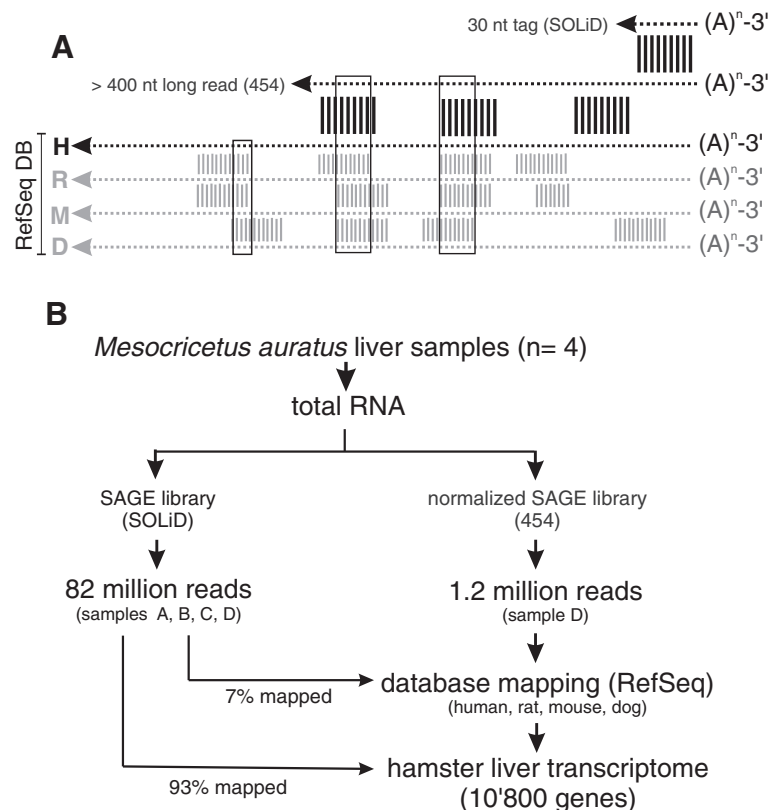 A
30 nt tag (SOLiD)
(A)ⁿ-3'
> 400 nt long read (454)
(A)ⁿ-3'
RefSeq DB
H
(A)ⁿ-3'
R
(A)ⁿ-3'
M
(A)ⁿ-3'
D
(A)ⁿ-3'
B
Mesocricetus auratus liver samples (n= 4)
total RNA
SAGE library
(SOLiD)
normalized SAGE library
(454)
82 million reads
(samples A, B, C, D)
1.2 million reads
(sample D)
7% mapped
database mapping (RefSeq)
(human, rat, mouse, dog)
93% mapped
hamster liver transcriptome
(10'800 genes)